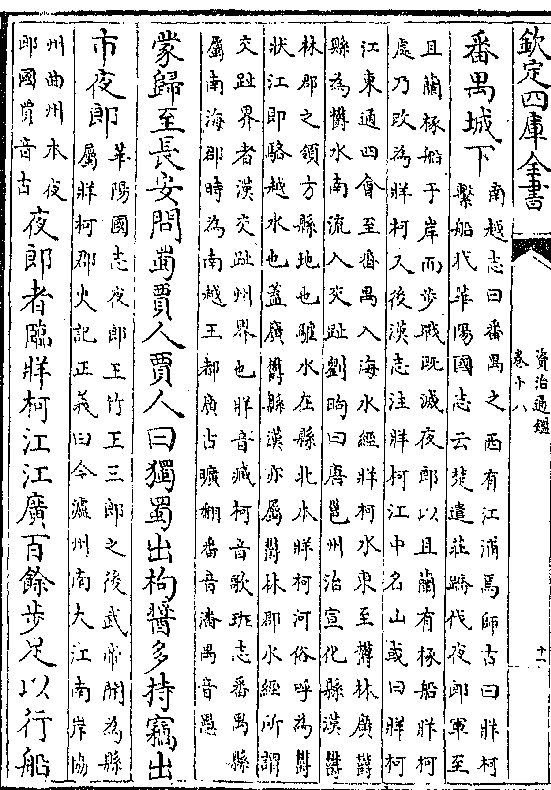 欽定四庫全書
資治通鑑
卷十八
十一
番禺城下
南越志曰番禺之西有江浦焉師古曰牂柯
繫船杙華陽國志云楚遣莊蹻伐夜郎軍至
且蘭椓船于岸而步戰既滅夜郎以且蘭有椓船牂柯
處乃改為牂柯又後漢志注牂柯江中名山或曰牂柯
江東通四會至番禺入海水經牂柯水東至鬱林廣鬱
縣為鬱水南流入交趾劉昫曰唐邕州治宣化縣漢鬱
林郡之領方縣地也驩水在縣北本牂柯河俗呼為鬱
狀江即駱越水也蓋廣鬱縣漢亦屬鬱林郡水經所謂
交趾界者漢交趾州界也牂音臧柯音歌班志番禺縣
屬南海郡時為南越王都廣古曠翻番音潘禺音愚
蒙歸至長安問蜀賈人賈人曰獨蜀出枸醬多持竊出
市夜郎
華陽國志夜郎王竹王三郎之後武帝開為縣
屬牂柯郡史記正義曰今瀘州南大江南岸協
州曲州本夜
郎國賈音古
夜郎者臨牂柯江江廣百餘步足以行船